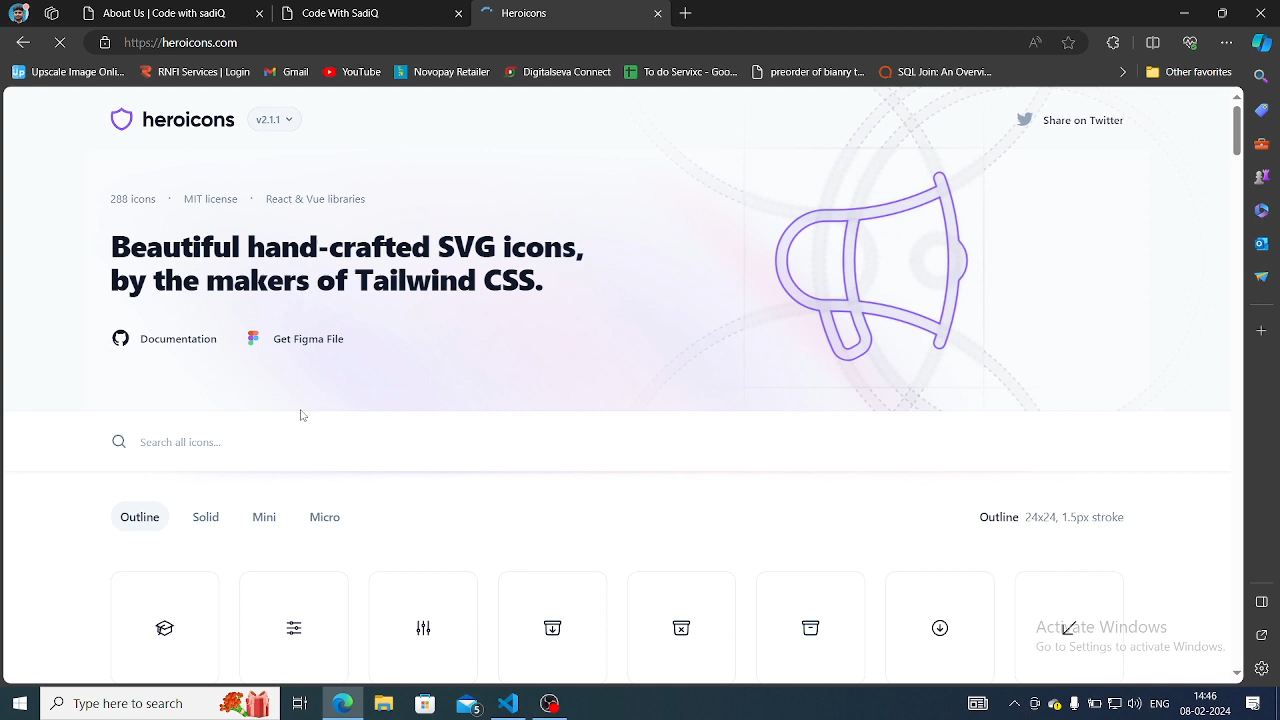 About Us - Code With Sadiq
Code With Sadiq
Heroicons
https://heroicons.com
Upscale Image Onl...
RNFI Services | Login
Gmail
YouTube
Novopay Retailer
Digitalseva Connect
To do Servixc - Goo...
preorder of binary t...
SQL Join: An Overvi...
Other favorites
heroicons
v2.1.1
Share on Twitter
288 icons · MIT license · React & Vue libraries
Beautiful hand-crafted SVG icons,
by the makers of Tailwind CSS.
Documentation
Get Figma File
Search all icons...
Outline Solid Mini Micro
Outline 24x24, 1.5px stroke
Activate Windows
Go to Settings to activate Windows.
Type here to search
5
14:46
08-02-2024